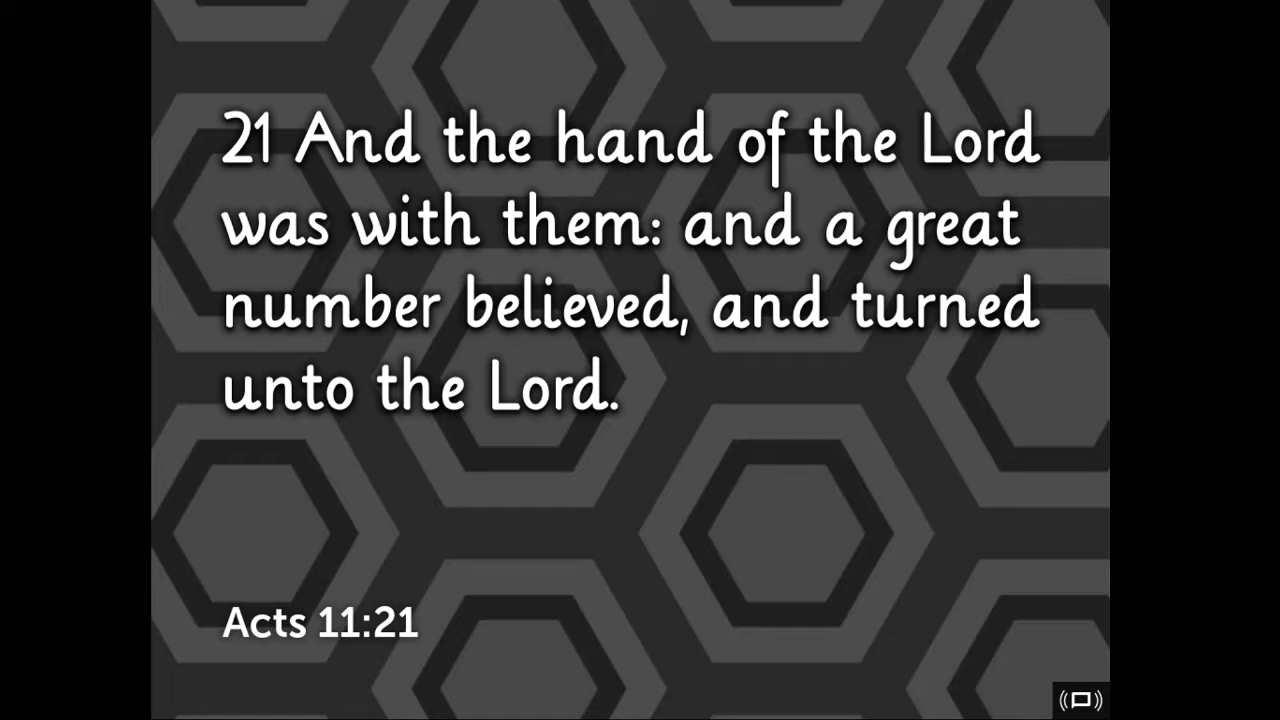 21 And the hand of the Lord
was with them: and a great
number believed, and turned
unto the Lord.
Acts 11:21